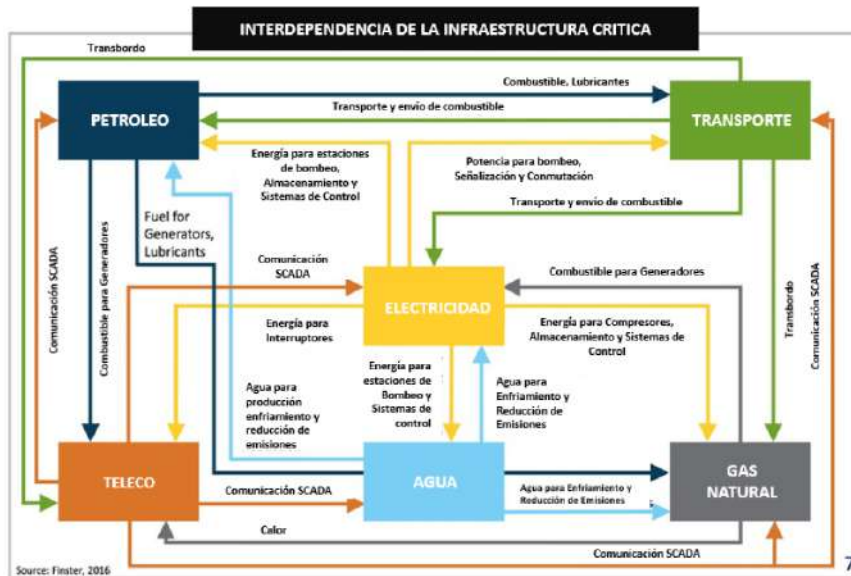 INTERDEPENDENCIA DE LA INFRAESTRUCTURA CRITICA
Transbordo
Combustible, Lubricantes
PETROLEO
Transporte y envío de combustible
TRANSPORTE
Energía para estaciones
de bombeo,
Almacenamiento y
Sistemas de Control
Potencia para bombeo,
Señalización y Conmutación
Fuel for
Generators,
Lubricants
Transporte y envío de combustible
Comunicación SCADA
Combustible para Generadores
Comunicación
SCADA
Combustible para Generadores
ELECTRICIDAD
Transbordo
Comunicación SCADA
Energía para
Interruptores
Energía para Compresores,
Almacenamiento y Sistemas de
Control
Energía para
estaciones de
Bombeo y
Sistemas de
control
Agua para
Enfriamiento y
Reducción de
Emisiones
Agua para
producción
enfriamiento y
reducción de
emisiones
TELECO
Comunicación SCADA
AGUA
Agua para Enfriamiento y
Reducción de Emisiones
GAS
NATURAL
Calor
Comunicación SCADA
Source: Finster, 2016
7